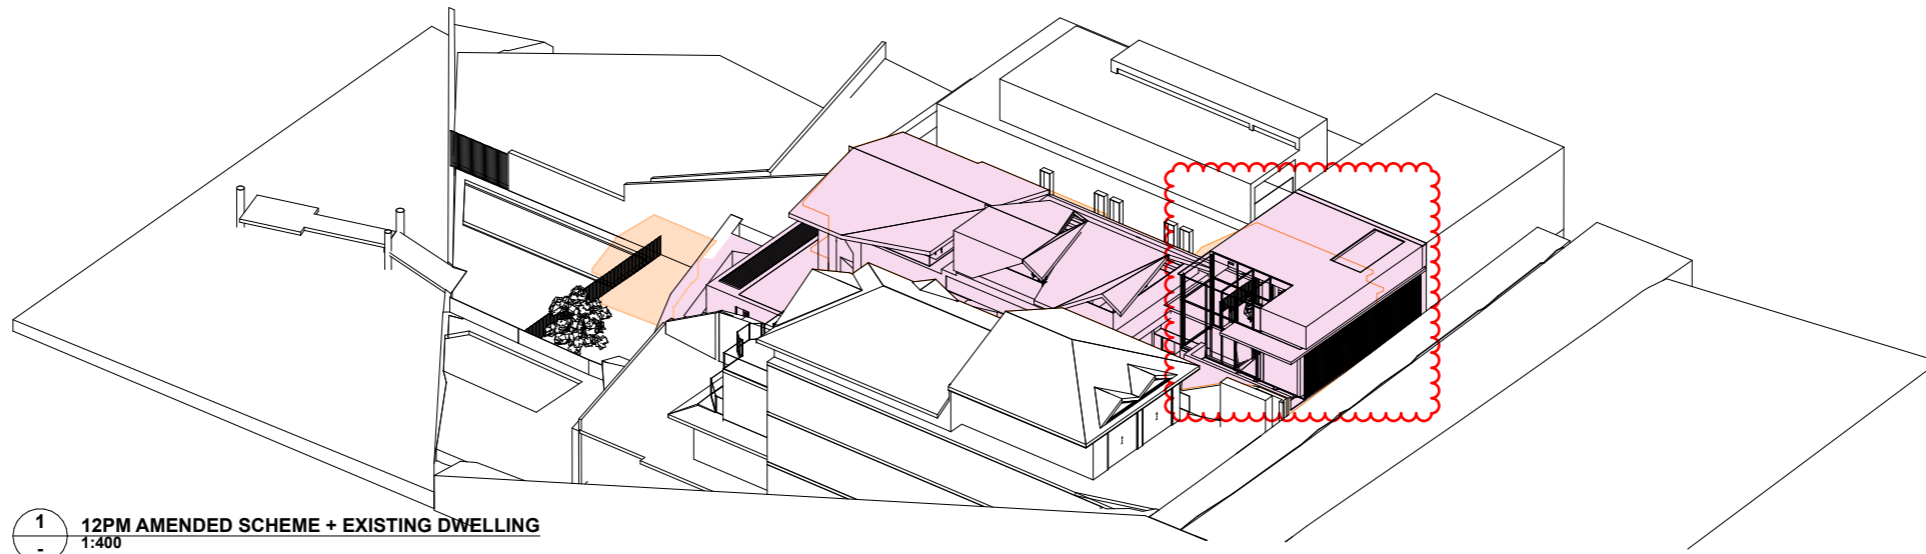 1
12PM AMENDED SCHEME + EXISTING DWELLING
1:400
-